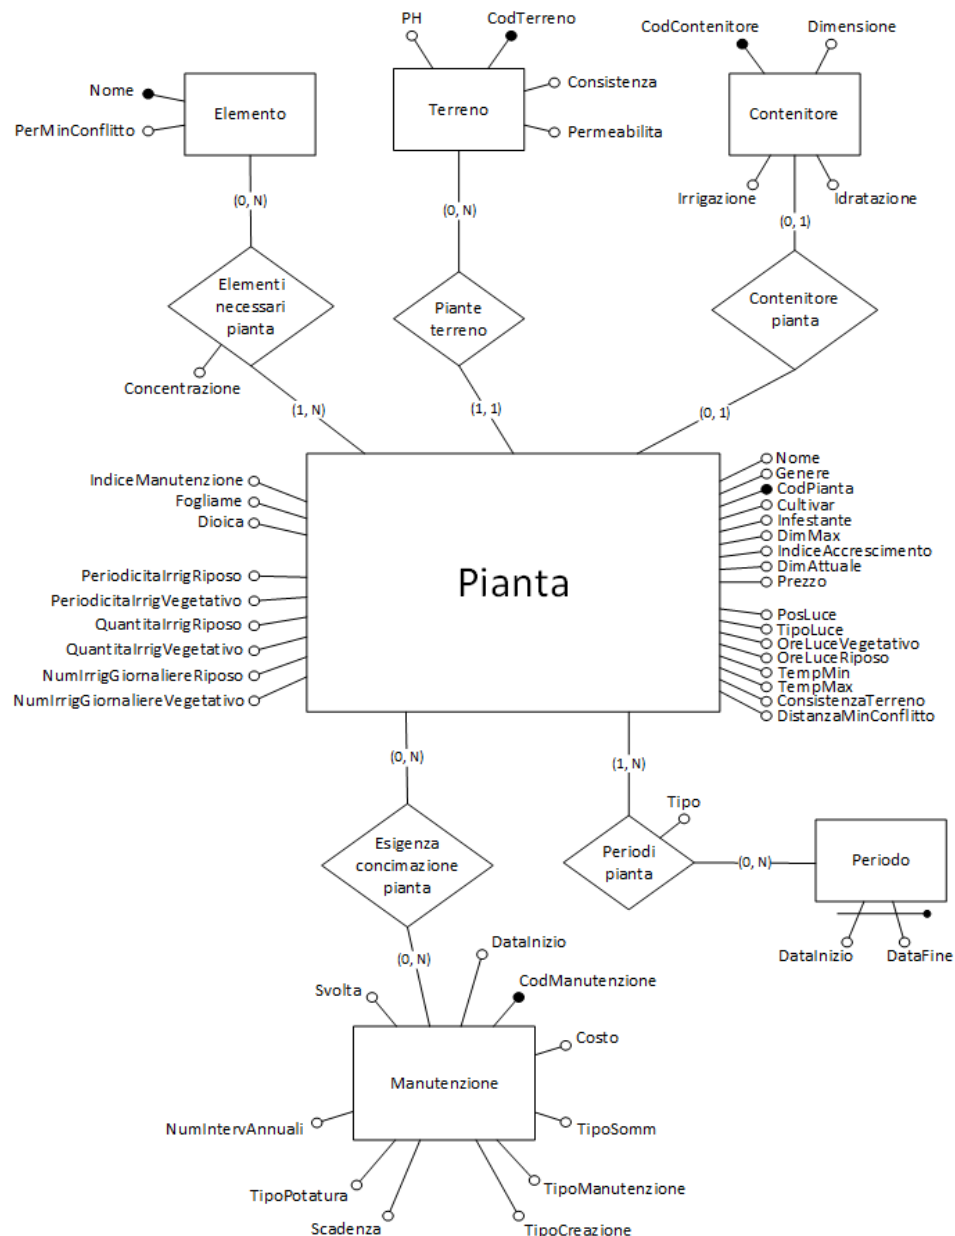 PH
CodTerreno
CodContenitore
Dimensione
Nome
PerMinConflitto
Elemento
Terreno
Consistenza
Permeabilita
Contenitore
Irrigazione
Idratazione
(0, N)
(0, N)
(0, 1)
Elementi
necessari
pianta
Piante
terreno
Contenitore
pianta
Concentrazione
(1, N)
(1, 1)
(0, 1)
IndiceManutenzione
Fogliame
Dioica
PeriodicitaIrrigRiposo
PeriodicitaIrrigVegetativo
QuantitaIrrigRiposo
QuantitaIrrigVegetativo
NumIrrigGiornaliereRiposo
NumIrrigGiornaliereVegetativo
Pianta
Nome
Genere
CodPianta
Cultivar
Infestante
DimMax
IndiceAccrescimento
DimAttuale
Prezzo
PosLuce
TipoLuce
OreLuceVegetativo
OreLuceRiposo
TempMin
TempMax
ConsistenzaTerreno
DistanzaMinConflitto
(0, N)
(1, N)
Esigenza
concimazione
pianta
Tipo
Periodi
pianta
(0, N)
Periodo
DataInizio
DataFine
(0, N)
DataInizio
CodManutenzione
Svolta
Costo
Manutenzione
NumIntervAnnuali
TipoSomm
TipoPotatura
TipoManutenzione
Scadenza
TipoCreazione